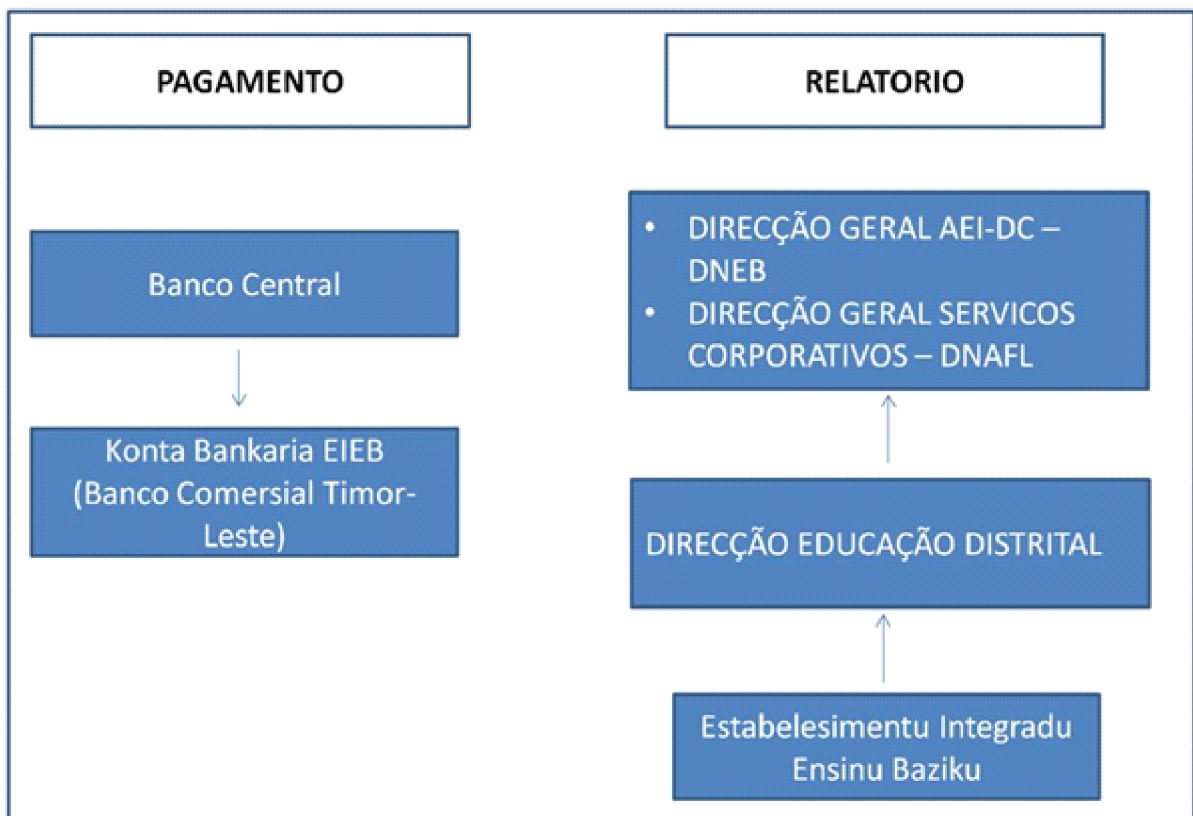 PAGAMENTO
Banco Central
Konta Bankaria EIEB
(Banco Comersial Timor-
Leste)
RELATORIO
• DIRECÇÃO GERAL AEI-DC –
DNEB
• DIRECÇÃO GERAL SERVICOS
CORPORATIVOS – DNAFL
DIRECÇÃO EDUCAÇÃO DISTRITAL
Estabelesimentu Integradu
Ensinu Baziku